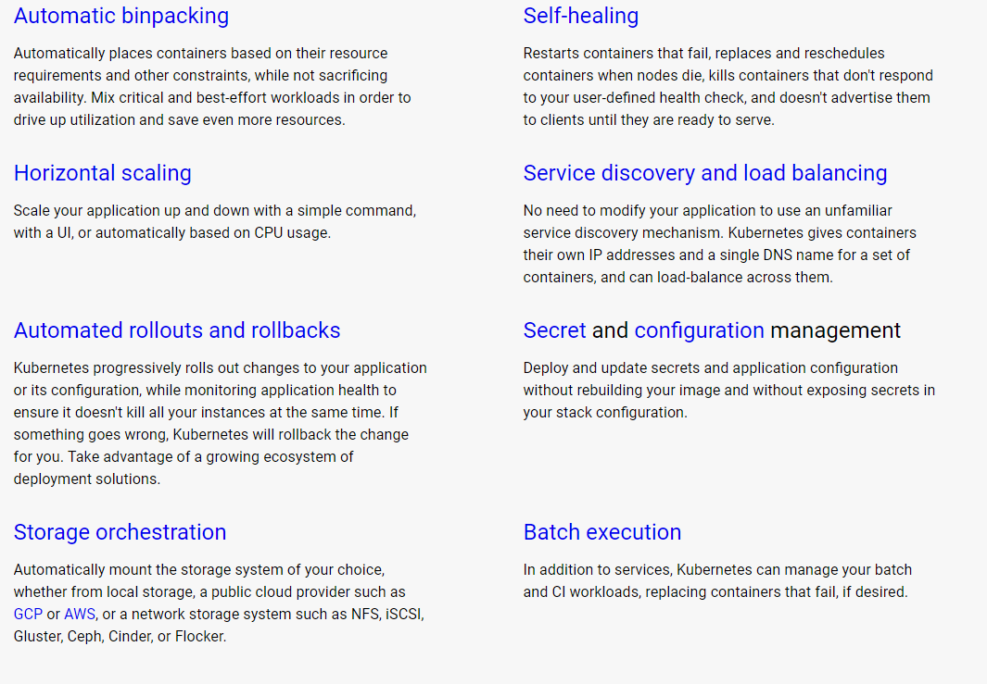 Automatic binpacking
Automatically places containers based on their resource
requirements and other constraints, while not sacrificing
availability. Mix critical and best-effort workloads in order to
drive up utilization and save even more resources.
Self-healing
Restarts containers that fail, replaces and reschedules
containers when nodes die, kills containers that don't respond
to your user-defined health check, and doesn't advertise them
to clients until they are ready to serve.
Horizontal scaling
Scale your application up and down with a simple command,
with a UI, or automatically based on CPU usage.
Service discovery and load balancing
No need to modify your application to use an unfamiliar
service discovery mechanism. Kubernetes gives containers
their own IP addresses and a single DNS name for a set of
containers, and can load-balance across them.
Automated rollouts and rollbacks
Kubernetes progressively rolls out changes to your application
or its configuration, while monitoring application health to
ensure it doesn't kill all your instances at the same time. If
something goes wrong, Kubernetes will rollback the change
for you. Take advantage of a growing ecosystem of
deployment solutions.
Secret and configuration management
Deploy and update secrets and application configuration
without rebuilding your image and without exposing secrets in
your stack configuration.
Storage orchestration
Automatically mount the storage system of your choice,
whether from local storage, a public cloud provider such as
GCP or AWS, or a network storage system such as NFS, iSCSI,
Gluster, Ceph, Cinder, or Flocker.
Batch execution
In addition to services, Kubernetes can manage your batch
and CI workloads, replacing containers that fail, if desired.